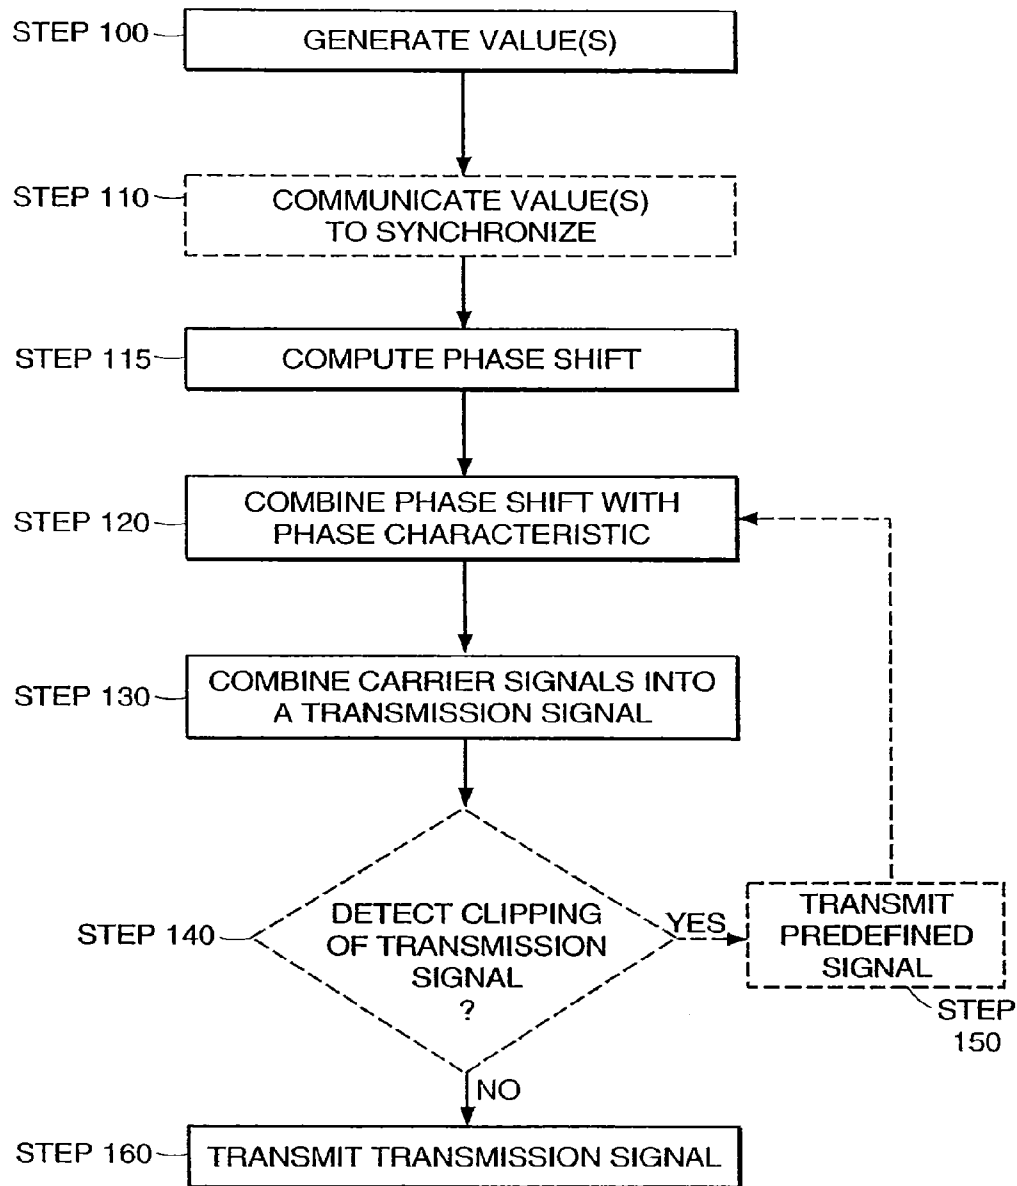 STEP 100
GENERATE VALUE(S)
STEP 110
COMMUNICATE VALUE(S)
TO SYNCHRONIZE
STEP 115
COMPUTE PHASE SHIFT
STEP 120
COMBINE PHASE SHIFT WITH
PHASE CHARACTERISTIC
STEP 130
COMBINE CARRIER SIGNALS INTO
A TRANSMISSION SIGNAL
STEP 140
DETECT CLIPPING
OF TRANSMISSION
SIGNAL
?
YES
TRANSMIT
PREDEFINED
SIGNAL
STEP
150
NO
STEP 160
TRANSMIT TRANSMISSION SIGNAL